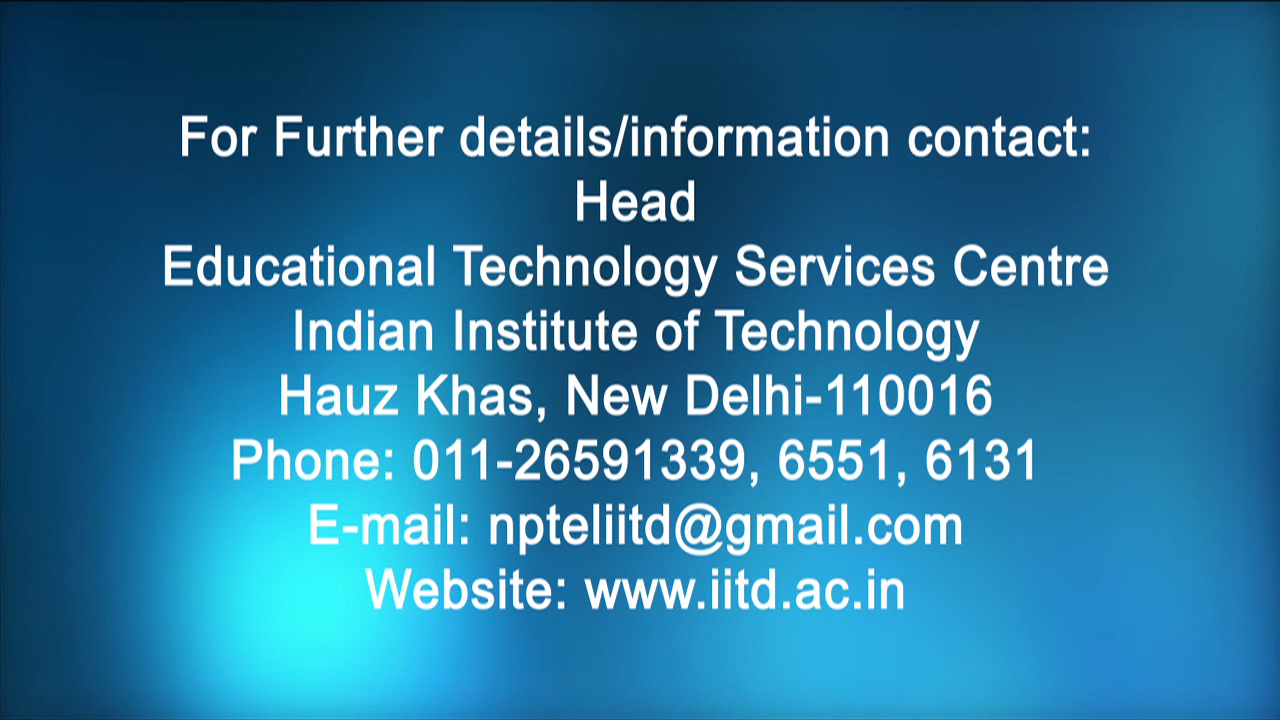 For Further details/information contact:
Head
Educational Technology Services Centre
Indian Institute of Technology
Hauz Khas, New Delhi-110016
Phone: 011-26591339, 6551, 6131
E-mail: npteliitd@gmail.com
Website: www.iitd.ac.in